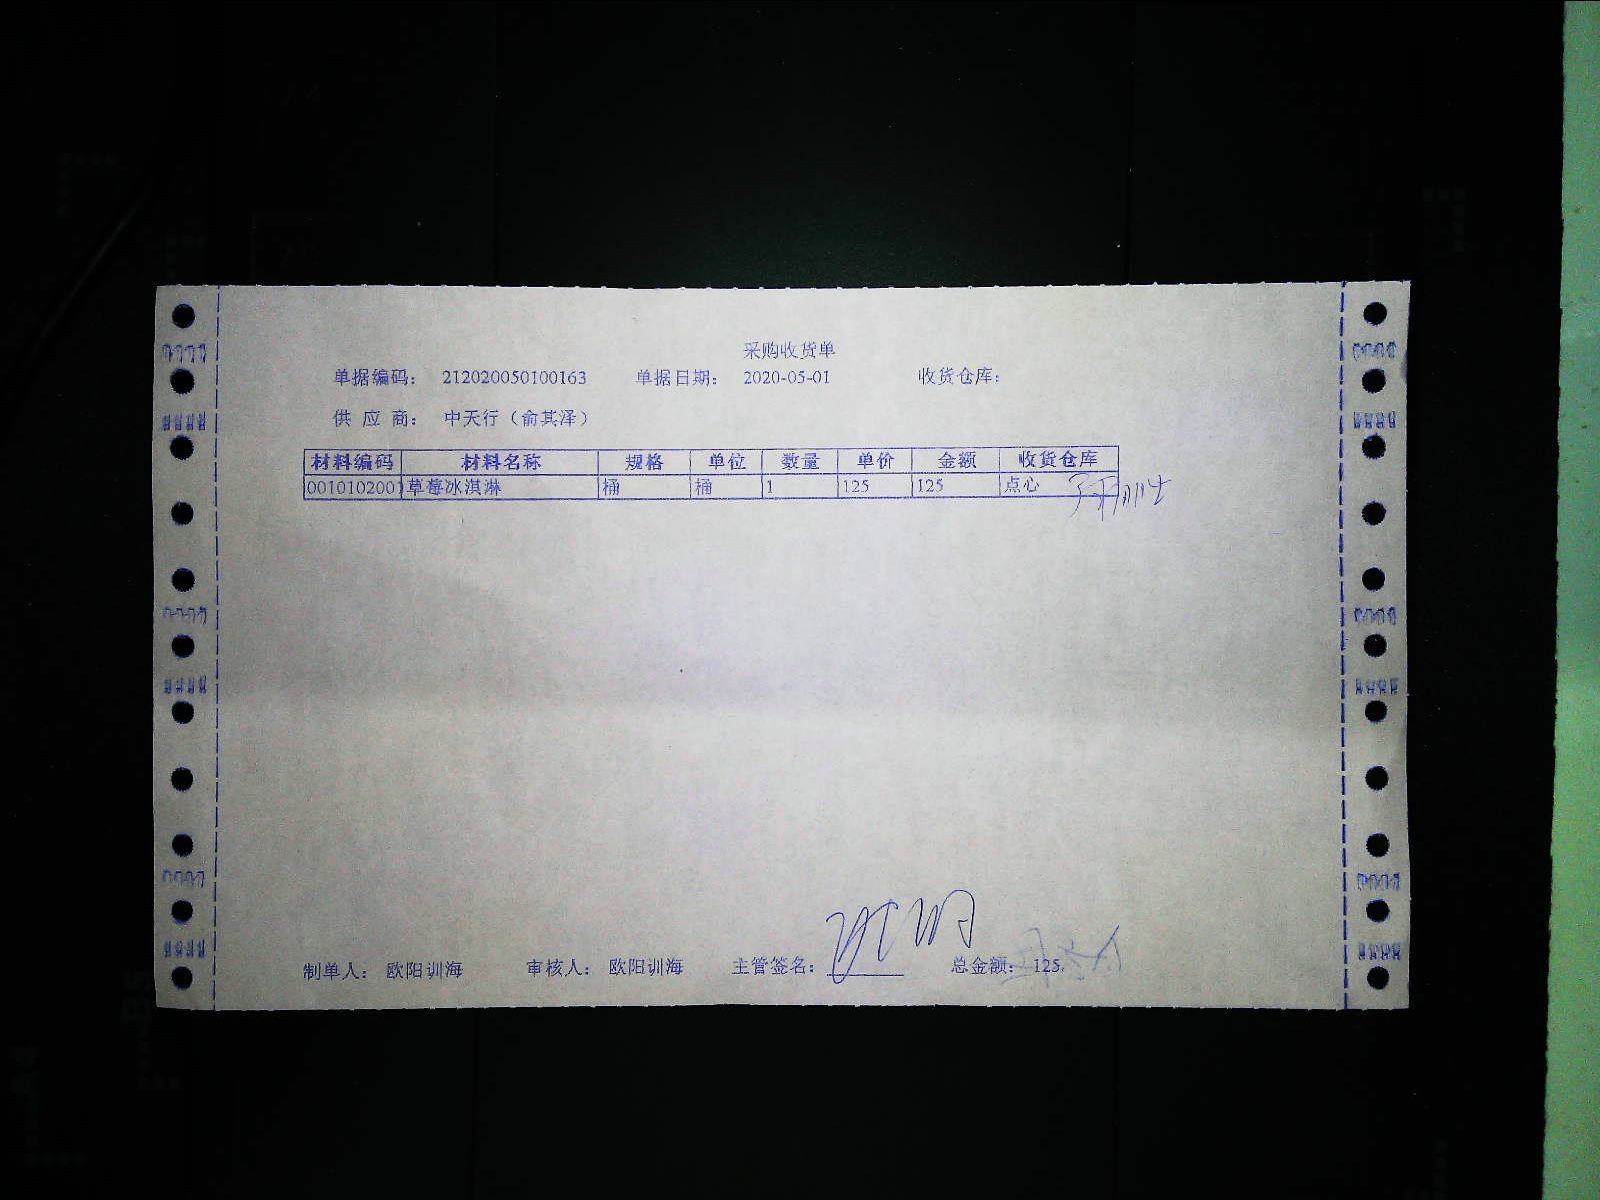 采购收货单
单据编码： 212020050100163 单据日期： 2020-05-01 收货仓库：
供 应 商： 中天行（俞其泽）
材料编码 材料名称 规格 单位 数量 单价 金额 收货仓库
0010102001 草莓冰淇淋 桶 桶 1 125 125 点心
制单人： 欧阳训海 审核人： 欧阳训海 主管签名： 总金额： 125.